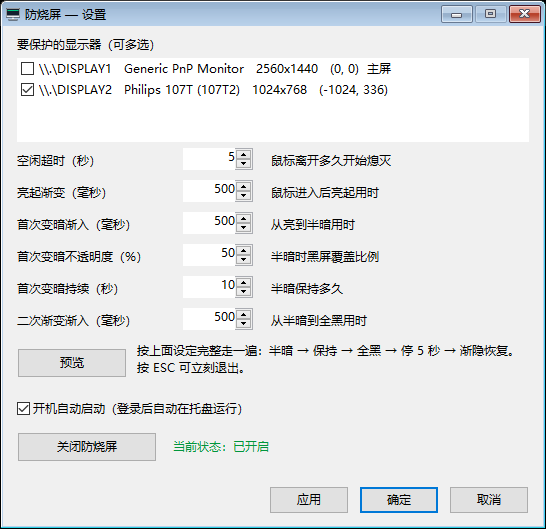 防烧屏 — 设置
要保护的显示器（可多选）
\\.\DISPLAY1 Generic PnP Monitor 2560x1440 (0, 0) 主屏
\\.\DISPLAY2 Philips 107T (107T2) 1024x768 (-1024, 336)
空闲超时（秒） 5 鼠标离开多久开始熄灭
亮起渐变（毫秒） 500 鼠标进入后亮起用时
首次变暗渐入（毫秒） 500 从亮到半暗用时
首次变暗不透明度（%） 50 半暗时黑屏覆盖比例
首次变暗持续（秒） 10 半暗保持多久
二次渐变渐入（毫秒） 500 从半暗到全黑用时
预览 按上面设定完整走一遍：半暗 → 保持 → 全黑 → 停 5 秒 → 渐隐恢复。
按 ESC 可立刻退出。
开机自动启动（登录后自动在托盘运行）
关闭防烧屏 当前状态：已开启
应用 确定 取消